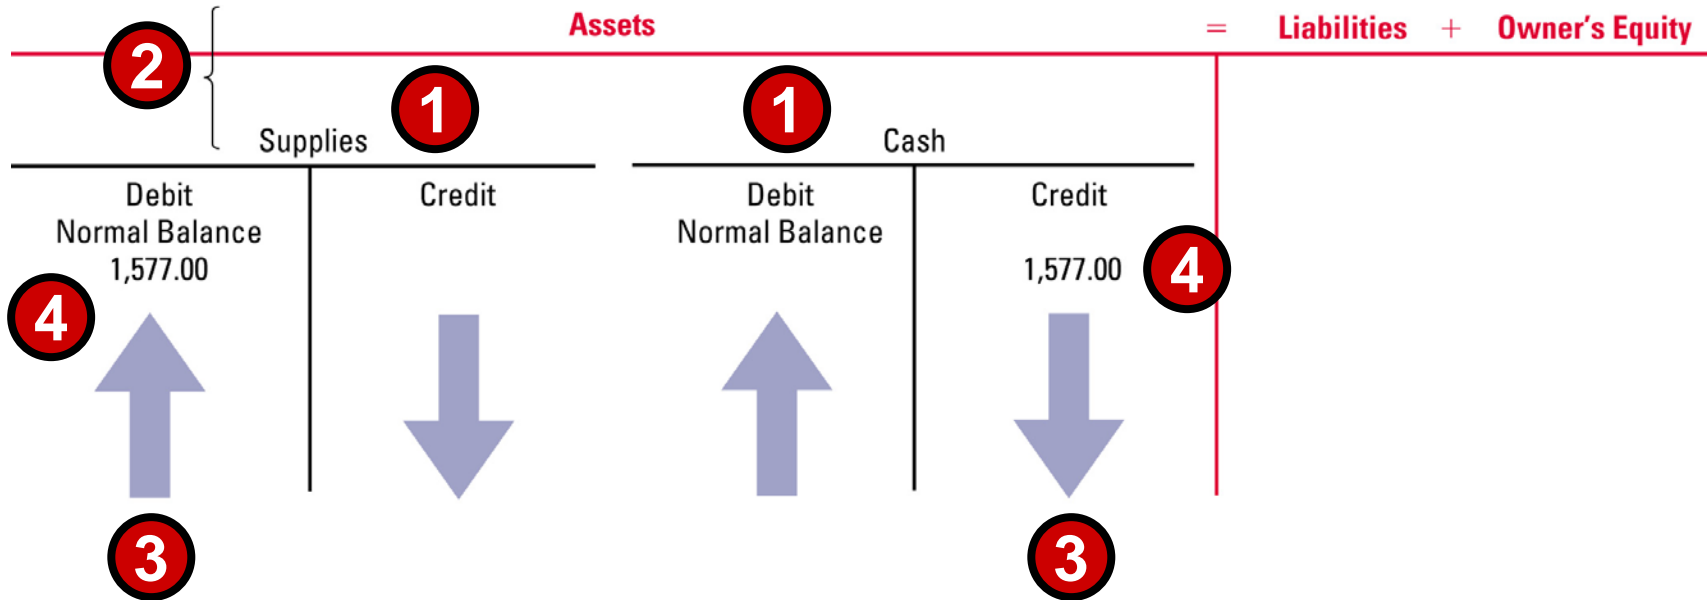 Assets = Liabilities + Owner's Equity
2
1 1
Supplies Cash
Debit Credit Debit Credit
Normal Balance Normal Balance
1,577.00 1,577.00 4
4
3 3